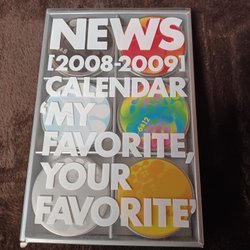 NEWS
[2008-2009]
CALENDAR
'MY
FAVORITE,
YOUR
FAVORITE'